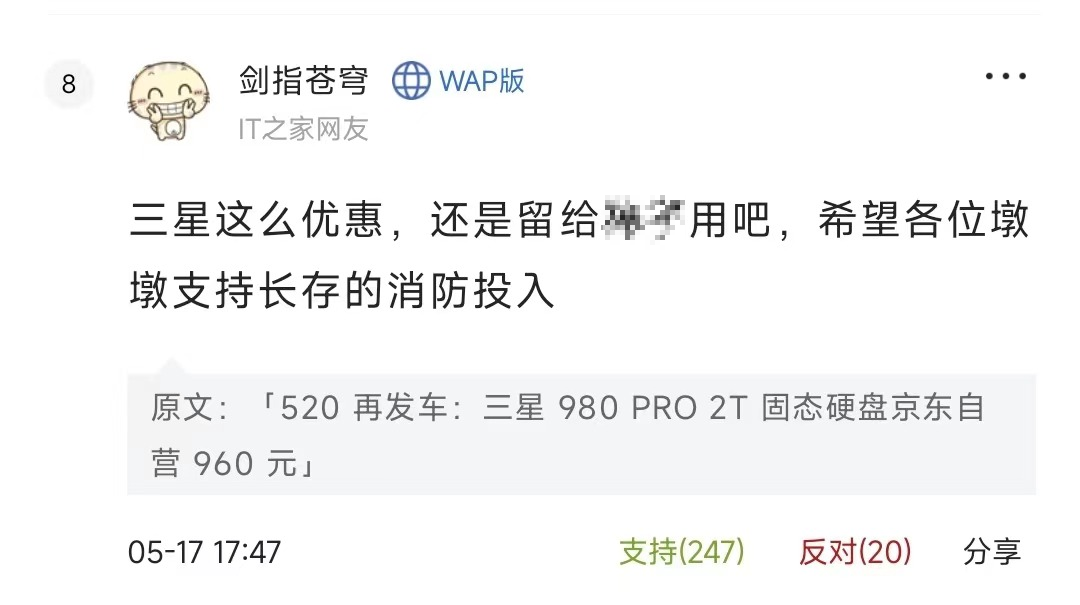 8
剑指苍穹 WAP版
IT之家网友
三星这么优惠，还是留给用吧，希望各位墩
墩支持长存的消防投入
原文：「520 再发车：三星 980 PRO 2T 固态硬盘京东自
营 960 元」
05-17 17:47 支持(247) 反对(20) 分享